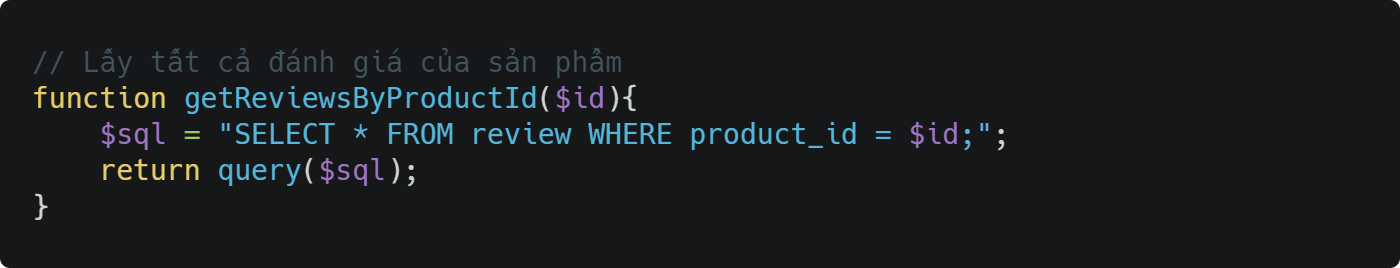 // Lấy tất cả đánh giá của sản phẩm
function getReviewsByProductId($id){
    $sql = "SELECT * FROM review WHERE product_id = $id;";
    return query($sql);
}